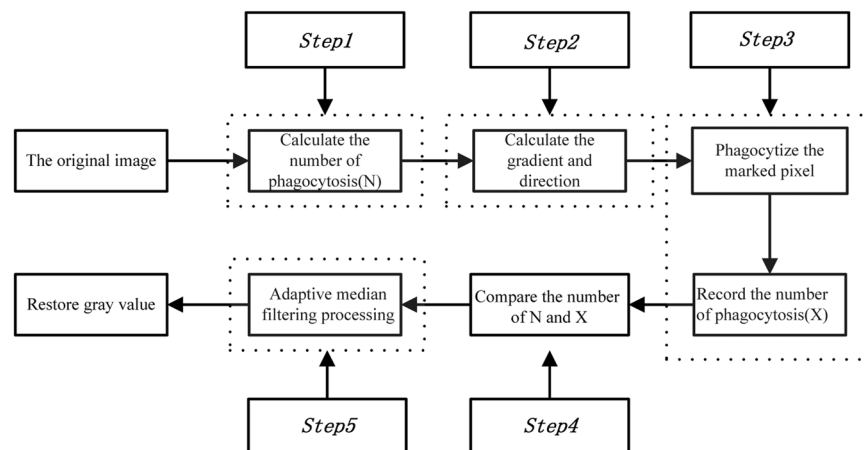 Step1
Step2
Step3
The original image
Calculate the
number of
phagocytosis(N)
Calculate the
gradient and
direction
Phagocytize the
marked pixel
Restore gray value
Adaptive median
filtering processing
Compare the number
of N and X
Record the number
of phagocytosis(X)
Step5
Step4